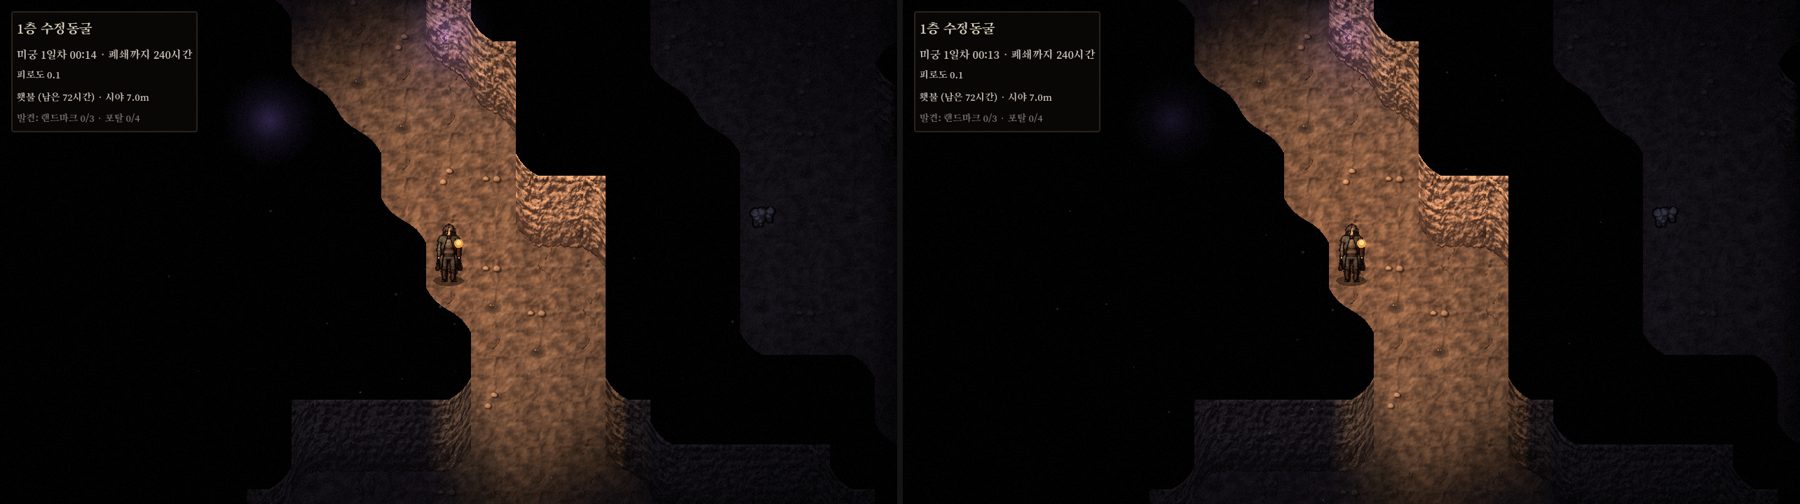 1층 수정동굴
미궁 1일차 00:14 · 폐쇄까지 240시간
피로도 0.1
횃불 (남은 72시간) · 시야 7.0m
발견: 랜드마크 0/3 · 포탈 0/4
1층 수정동굴
미궁 1일차 00:13 · 폐쇄까지 240시간
피로도 0.1
횃불 (남은 72시간) · 시야 7.0m
발견: 랜드마크 0/3 · 포탈 0/4